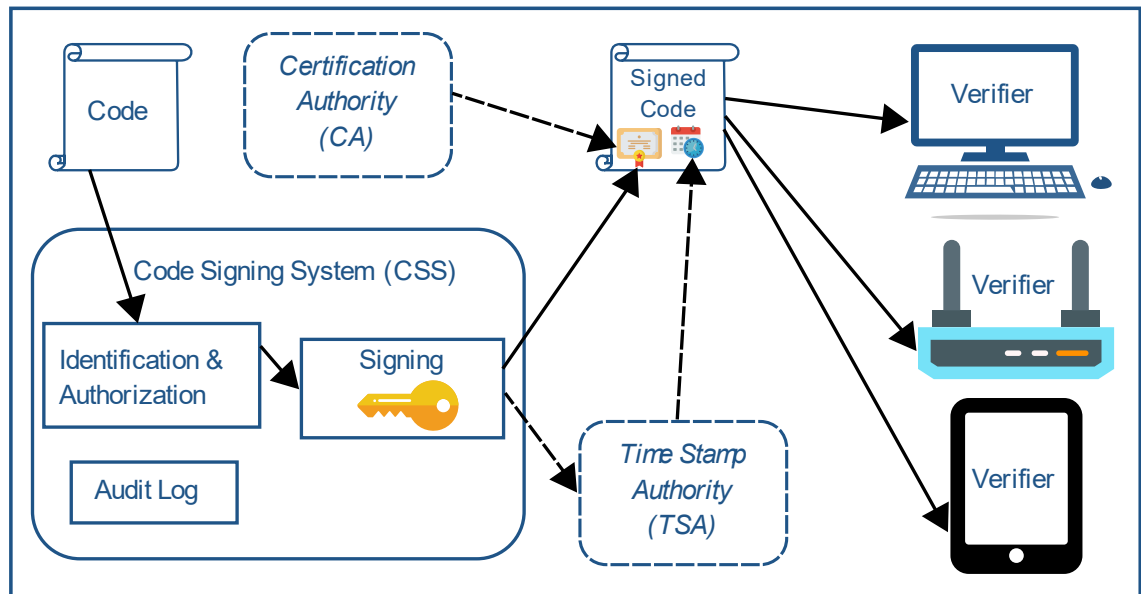 Code
Certification
Authority
(CA)
Signed
Code
Verifier
Code Signing System (CSS)
Identification &
Authorization
Signing
Audit Log
Time Stamp
Authority
(TSA)
Verifier
Verifier